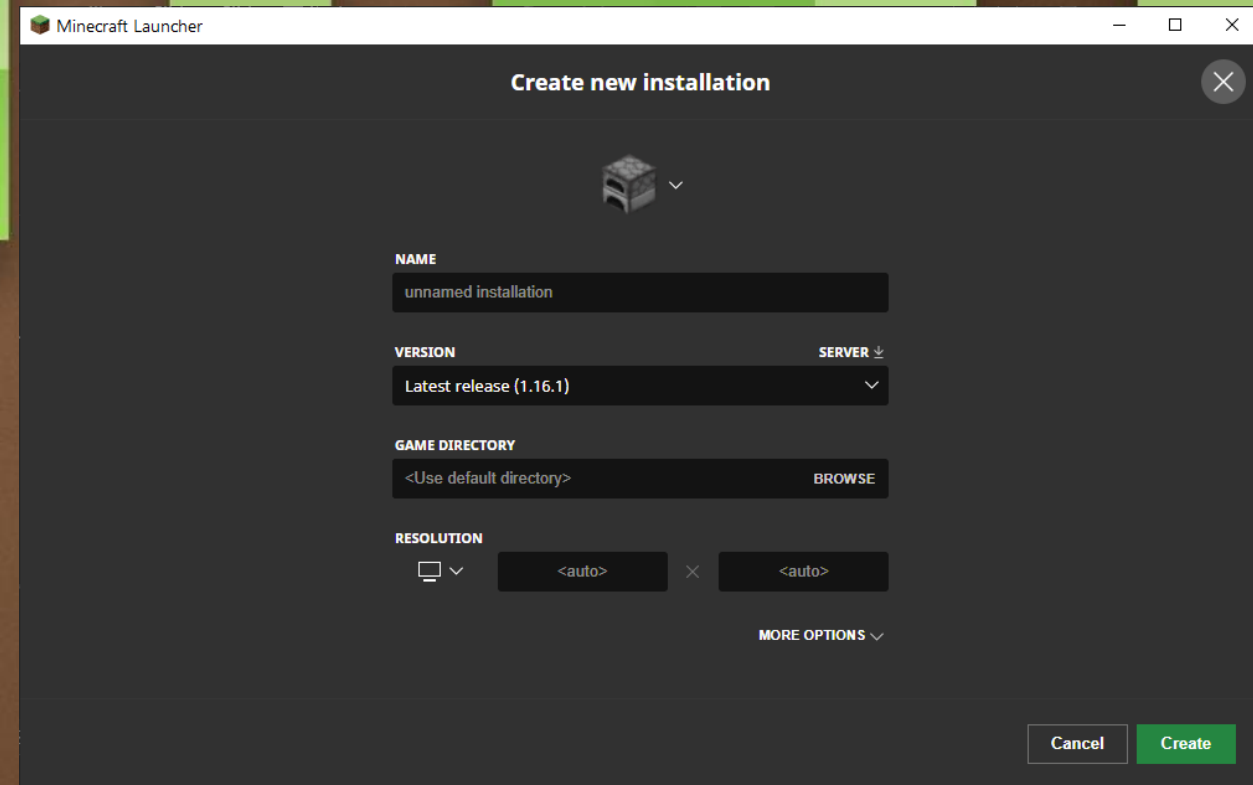 Minecraft Launcher
Create new installation
NAME
unnamed installation
VERSION
SERVER
Latest release (1.16.1)
GAME DIRECTORY
<Use default directory>
BROWSE
RESOLUTION
<auto>
<auto>
MORE OPTIONS
Cancel
Create